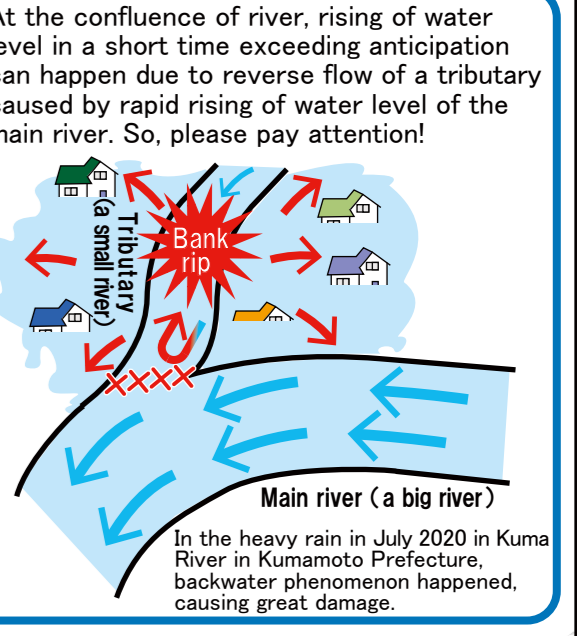 At the confluence of river, rising of water
level in a short time exceeding anticipation
can happen due to reverse flow of a tributary
caused by rapid rising of water level of the
main river. So, please pay attention!
Tributary
(a small river)
Bank
rip
Main river (a big river)
In the heavy rain in July 2020 in Kuma
River in Kumamoto Prefecture,
backwater phenomenon happened,
causing great damage.